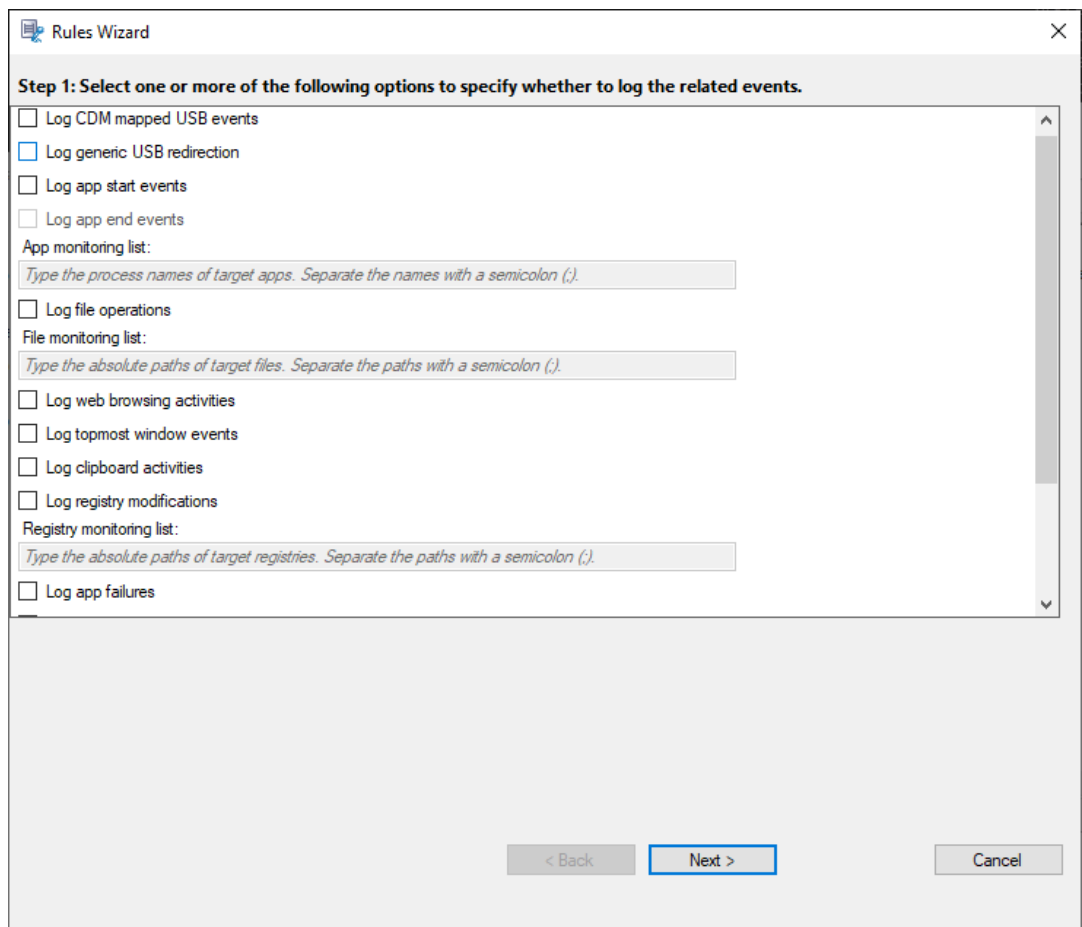 Rules Wizard
Step 1: Select one or more of the following options to specify whether to log the related events.
Log CDM mapped USB events
Log generic USB redirection
Log app start events
Log app end events
App monitoring list:
Type the process names of target apps. Separate the names with a semicolon (;).
Log file operations
File monitoring list:
Type the absolute paths of target files. Separate the paths with a semicolon (;).
Log web browsing activities
Log topmost window events
Log clipboard activities
Log registry modifications
Registry monitoring list:
Type the absolute paths of target registries. Separate the paths with a semicolon (;).
Log app failures
< Back Next > Cancel